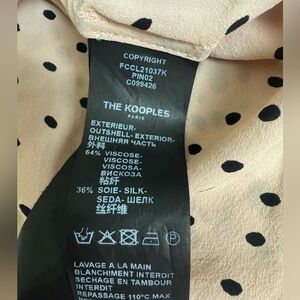 COPYRIGHT
FCCL21037K
PIN02
C099426
THE KOOPLES
PARIS
EXTERIEUR-
OUTSHELL- EXTERIOR-
ВНЕШНЯЯ ЧАСТЬ
外料
64% VISCOSE-
VISCOSE-
VISCOSA-
ВИСКОЗА
粘纤
36% SOIE- SILK-
SEDA- ШЕЛК
丝纤维
LAVAGE A LA MAIN
BLANCHIMENT INTERDIT
SECHAGE EN TAMBOUR
INTERDIT
REPASSAGE 110°C MAX